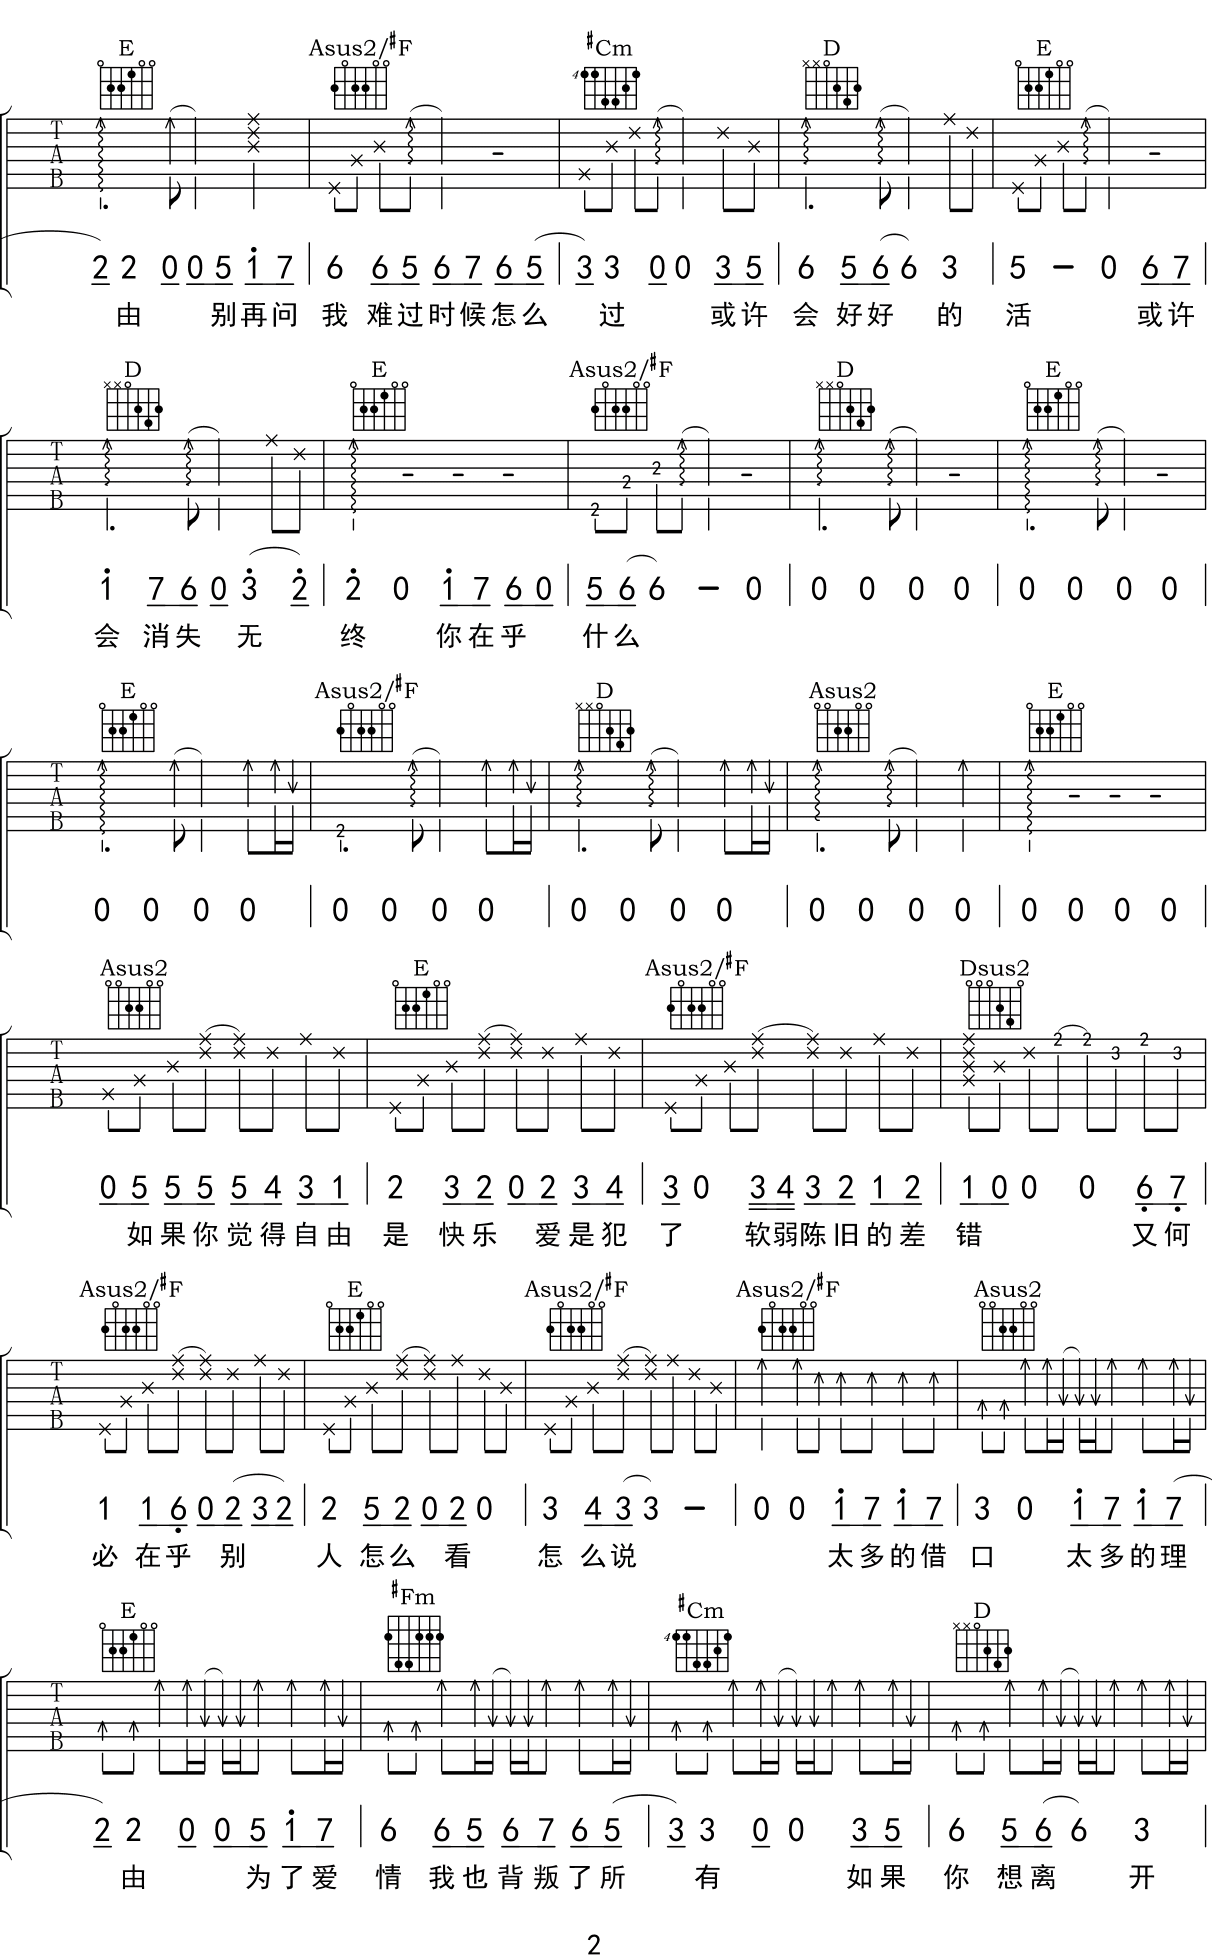 E Asus2/#F #Cm D E
4
T A B
2 2 0 0 5 1 7 | 6 6 5 6 7 6 5 | 3 3 0 0 3 5 | 6 5 6 6 3 | 5 – 0 6 7
由 别再问 我 难过时候怎么 过 或许 会 好好 的 活 或许
D E Asus2/#F D E
T A B
2 2 2
1 7 6 0 3 2 | 2 0 1 7 6 0 | 5 6 6 – 0 | 0 0 0 0 | 0 0 0 0
会 消失 无 终 你在乎 什么
E Asus2/#F D Asus2 E
T A B
2
0 0 0 0 | 0 0 0 0 | 0 0 0 0 | 0 0 0 0 | 0 0 0 0
Asus2 E Asus2/#F Dsus2
T A B
2 2 3 2 3
0 5 5 5 5 4 3 1 | 2 3 2 0 2 3 4 | 3 0 3 4 3 2 1 2 | 1 0 0 0 6 7
如果你觉得自由 是 快乐 爱是犯 了 软弱陈旧的差 错 又何
Asus2/#F E Asus2/#F Asus2/#F Asus2
T A B
1 1 6 0 2 3 2 | 2 5 2 0 2 0 | 3 4 3 3 – | 0 0 1 7 1 7 | 3 0 1 7 1 7
必 在乎 别 人 怎么 看 怎 么说 太多的借 口 太多的理
E #Fm #Cm D
4
T A B
2 2 0 0 5 1 7 | 6 6 5 6 7 6 5 | 3 3 0 0 3 5 | 6 5 6 6 3
由 为了爱 情 我也背叛了所 有 如果 你 想离 开
2